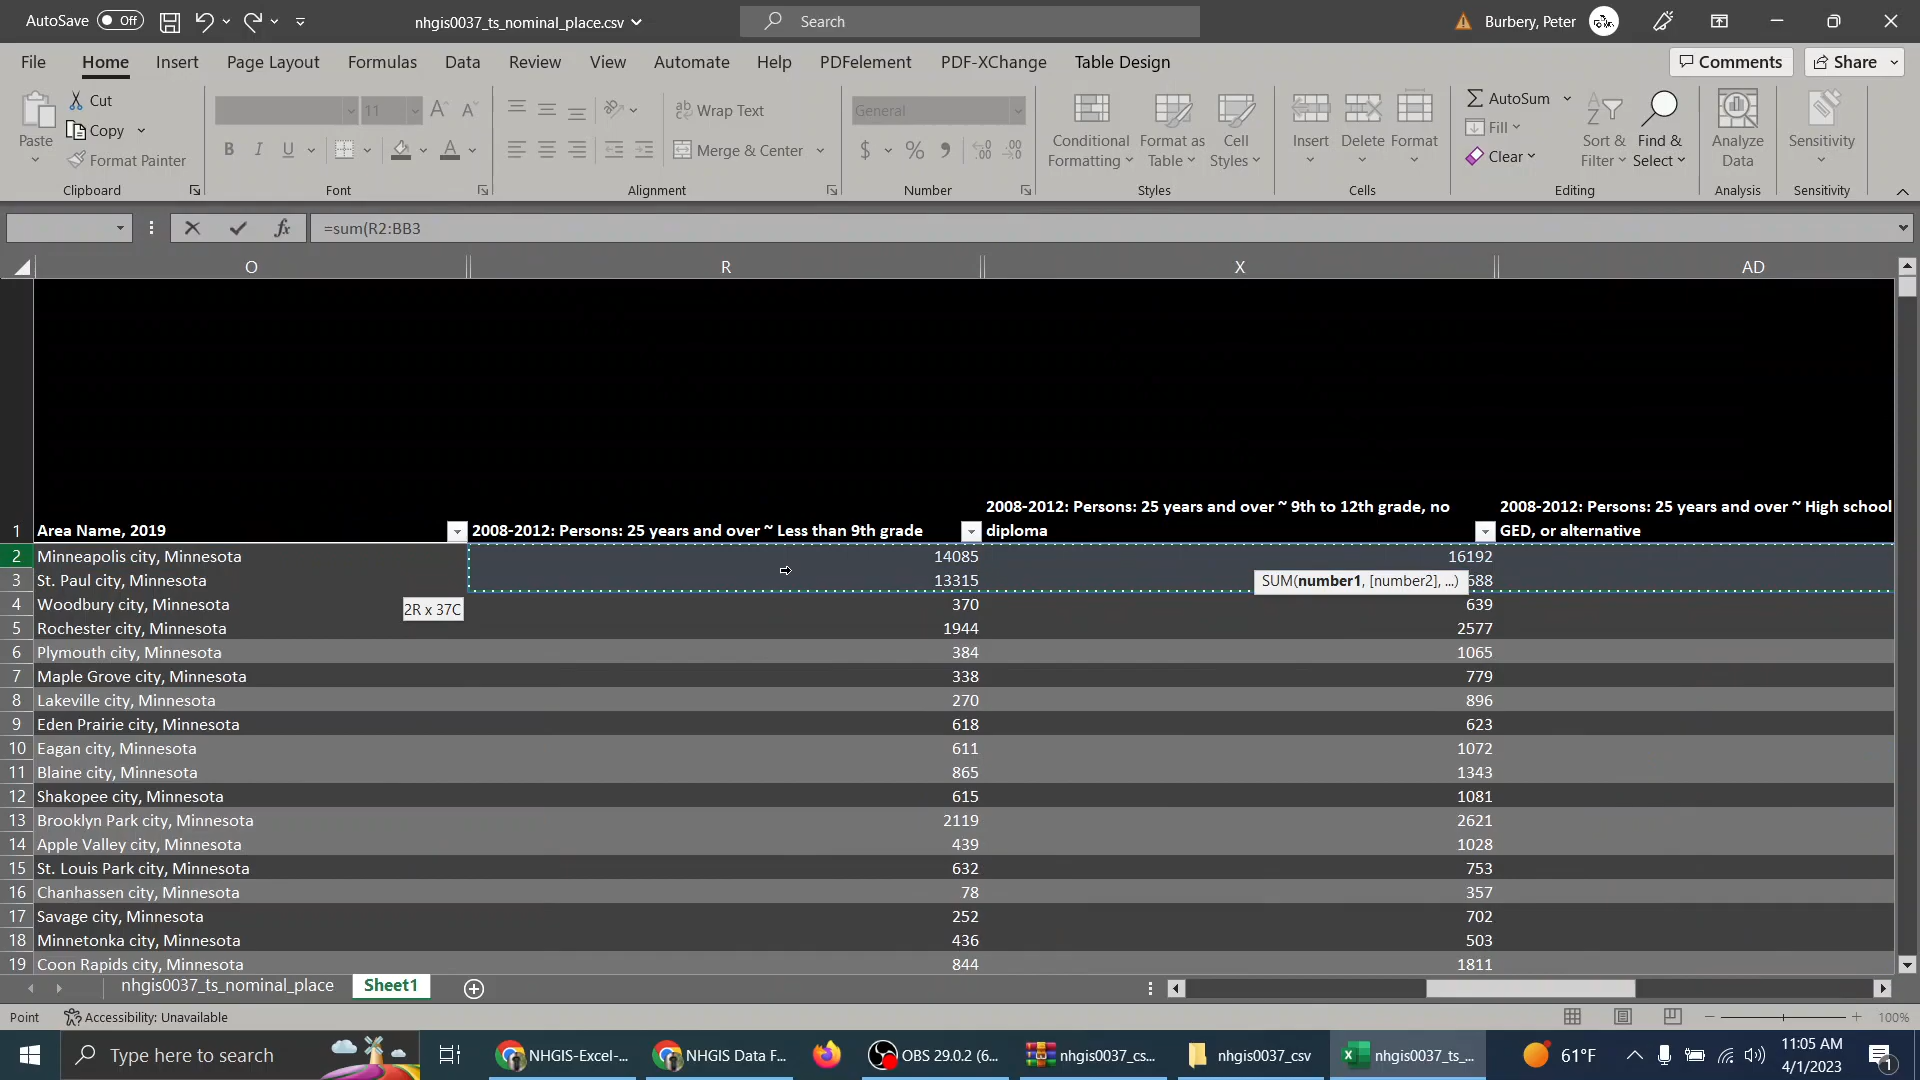 AutoSave Off
nhgis0037_ts_nominal_place.csv
Search
Burbery, Peter
File Home Insert Page Layout Formulas Data Review View Automate Help PDFelement PDF-XChange Table Design
Comments Share
Paste
Cut
Copy
Format Painter
Clipboard
11
B I U
Font
Wrap Text
Merge & Center
Alignment
General
$ % 9
Number
Conditional Formatting
Format as Table
Cell Styles
Styles
Insert Delete Format
Cells
AutoSum
Fill
Clear
Sort & Filter
Find & Select
Editing
Analyze Data
Analysis
Sensitivity
Sensitivity
fx =sum(R2:BB3
O R X AD
1 Area Name, 2019
2008-2012: Persons: 25 years and over ~ Less than 9th grade
2008-2012: Persons: 25 years and over ~ 9th to 12th grade, no
diploma
2008-2012: Persons: 25 years and over ~ High school
GED, or alternative
2 Minneapolis city, Minnesota 14085 16192
3 St. Paul city, Minnesota 13315 588
SUM(number1, [number2], ...)
2R x 37C
4 Woodbury city, Minnesota 370 639
5 Rochester city, Minnesota 1944 2577
6 Plymouth city, Minnesota 384 1065
7 Maple Grove city, Minnesota 338 779
8 Lakeville city, Minnesota 270 896
9 Eden Prairie city, Minnesota 618 623
10 Eagan city, Minnesota 611 1072
11 Blaine city, Minnesota 865 1343
12 Shakopee city, Minnesota 615 1081
13 Brooklyn Park city, Minnesota 2119 2621
14 Apple Valley city, Minnesota 439 1028
15 St. Louis Park city, Minnesota 632 753
16 Chanhassen city, Minnesota 78 357
17 Savage city, Minnesota 252 702
18 Minnetonka city, Minnesota 436 503
19 Coon Rapids city, Minnesota 844 1811
nhgis0037_ts_nominal_place Sheet1
Point Accessibility: Unavailable 100%
Type here to search
NHGIS-Excel-...
NHGIS Data F...
OBS 29.0.2 (6...
nhgis0037_cs...
nhgis0037_csv
nhgis0037_ts_...
61°F
11:05 AM
4/1/2023
1